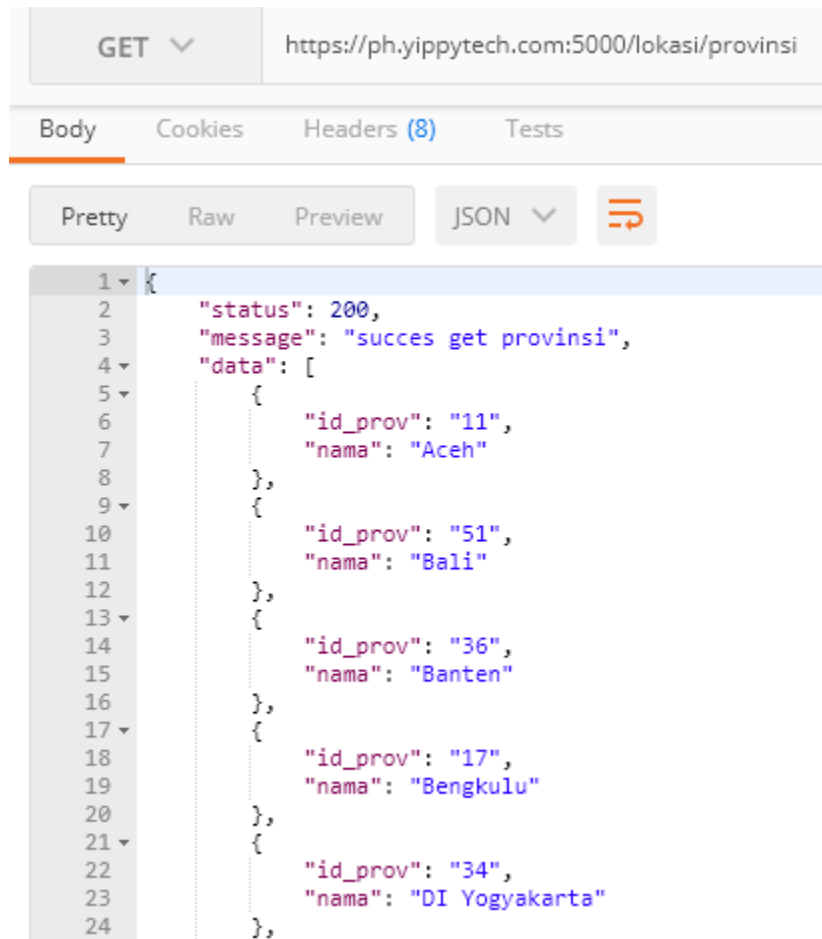 GET https://ph.yippytech.com:5000/lokasi/provinsi
Body Cookies Headers (8) Tests
Pretty Raw Preview JSON
1 {
2 "status": 200,
3 "message": "succes get provinsi",
4 "data": [
5 {
6 "id_prov": "11",
7 "nama": "Aceh"
8 },
9 {
10 "id_prov": "51",
11 "nama": "Bali"
12 },
13 {
14 "id_prov": "36",
15 "nama": "Banten"
16 },
17 {
18 "id_prov": "17",
19 "nama": "Bengkulu"
20 },
21 {
22 "id_prov": "34",
23 "nama": "DI Yogyakarta"
24 },